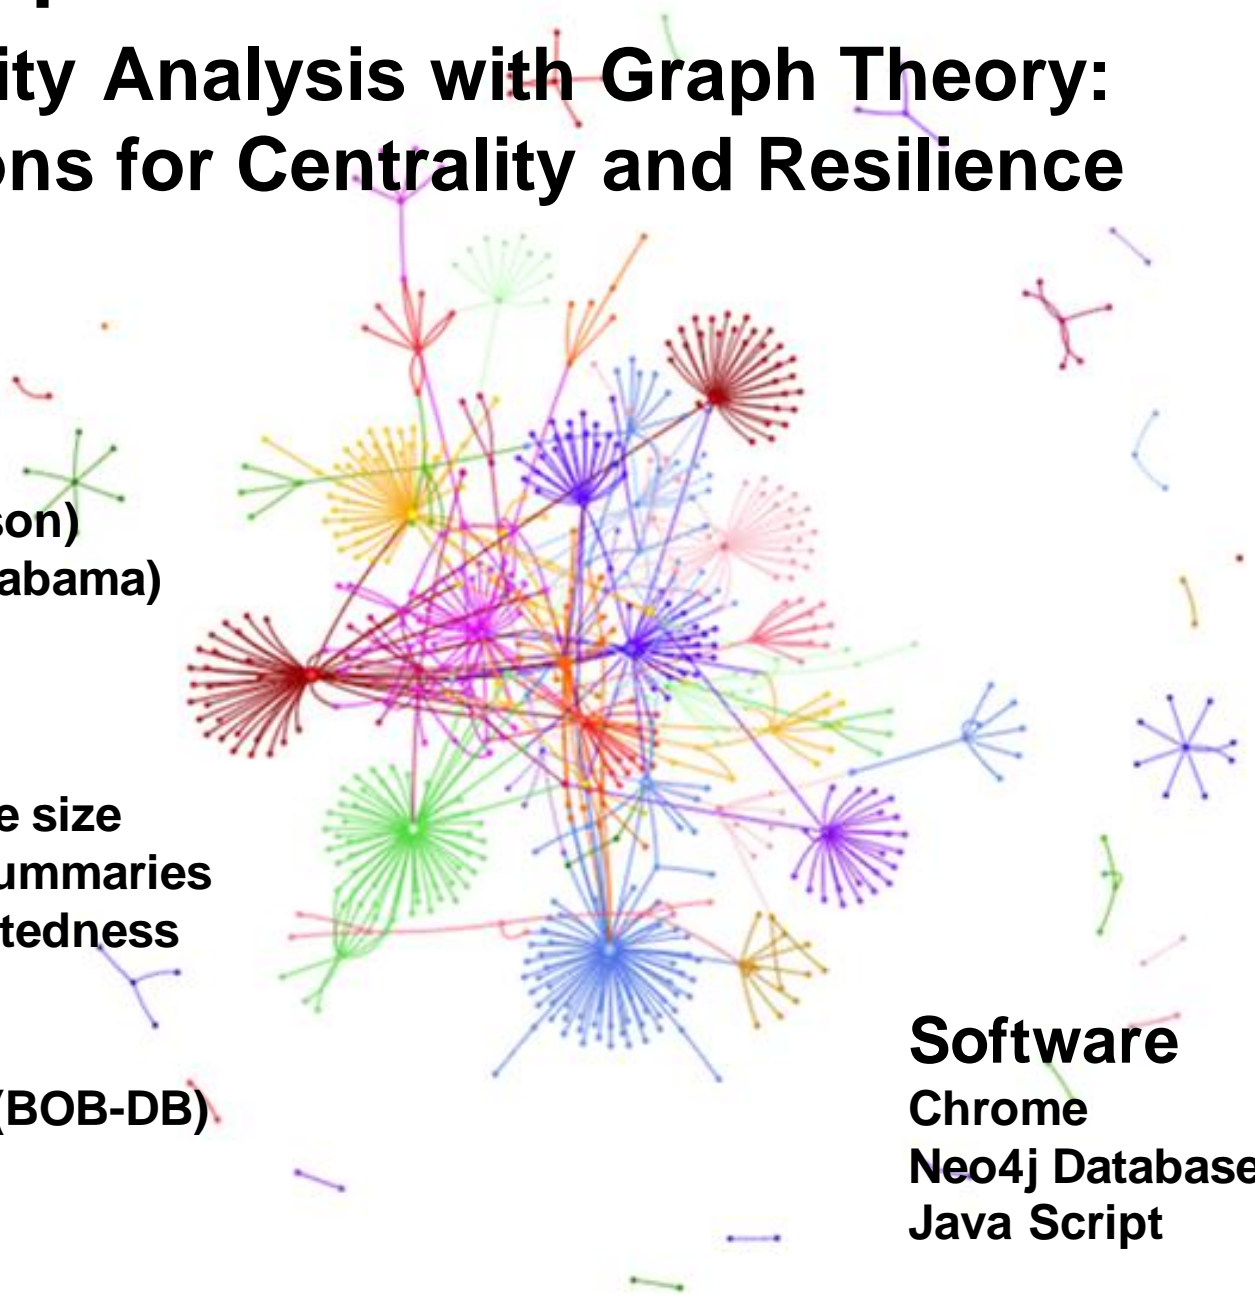 ity Analysis with Graph Theory:
ons for Centrality and Resilience
son)
abama)
e size
ummaries
tedness
(BOB-DB)
Software
Chrome
Neo4j Database
Java Script